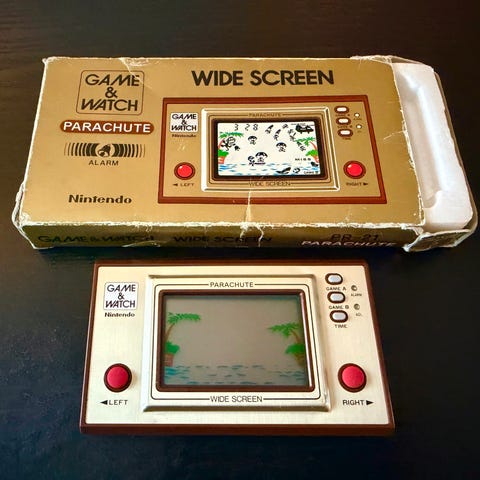 GAME
&
WATCH
WIDE SCREEN
PARACHUTE
ALARM
Nintendo
PARACHUTE
GAME
&
WATCH
Nintendo
◄ LEFT
WIDE SCREEN
RIGHT ►
GAME & WATCH WIDE SCREEN PR-21
PARACHUTE
GAME
&
WATCH
Nintendo
PARACHUTE
GAME A
ALARM
GAME B
TIME
◄LEFT
WIDE SCREEN
RIGHT►